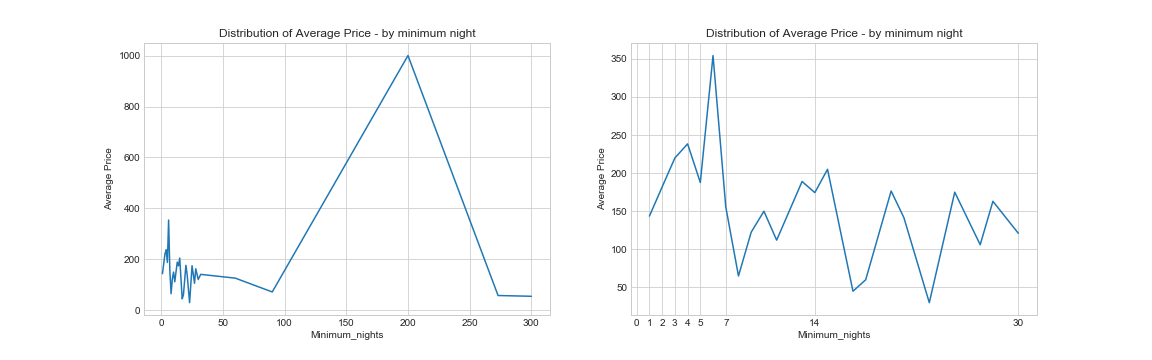 Distribution of Average Price - by minimum night
1000
800
600
400
200
0
Average Price
0 50 100 150 200 250 300
Minimum_nights
Distribution of Average Price - by minimum night
350
300
250
200
150
100
50
Average Price
0 1 2 3 4 5 7 14 30
Minimum_nights